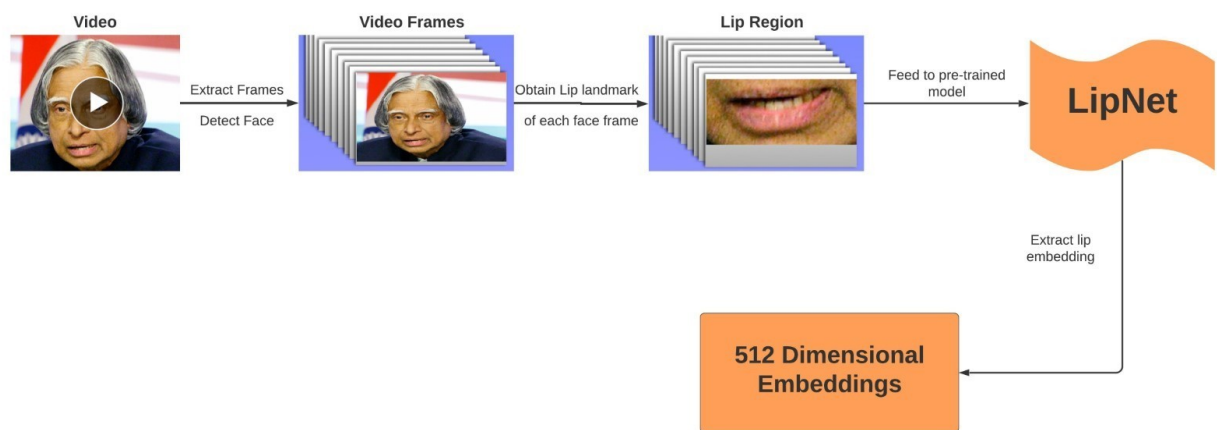 Video
Video Frames
Lip Region
Extract Frames
Detect Face
Obtain Lip landmark
of each face frame
Feed to pre-trained
model
LipNet
Extract lip
embedding
512 Dimensional
Embeddings